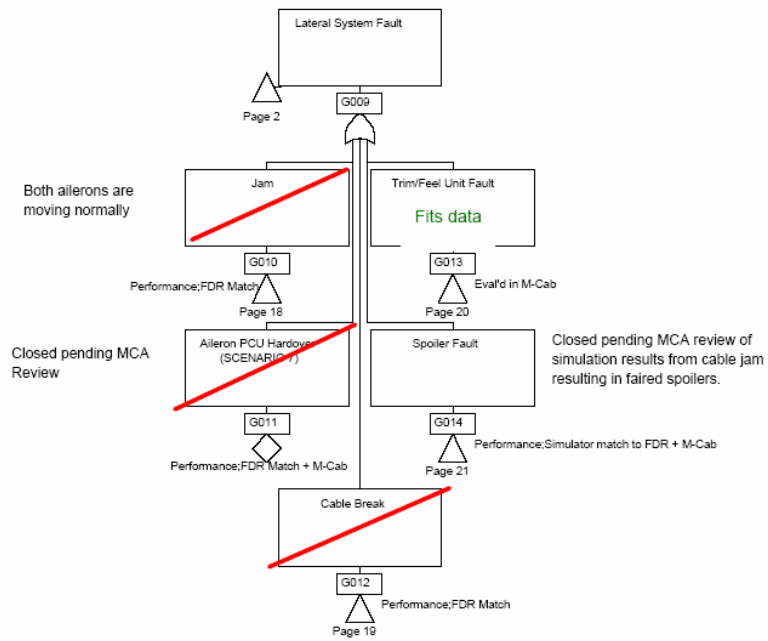 Lateral System Fault
G009
Page 2
Both ailerons are
moving normally
Jam
G010
Performance;FDR Match
Page 18
Trim/Feel Unit Fault
Fits data
G013
Eval'd in M-Cab
Page 20
Closed pending MCA
Review
Aileron PCU Hardover
(SCENARIO 7)
G011
Performance;FDR Match + M-Cab
Spoiler Fault
G014
Performance;Simulator match to FDR + M-Cab
Page 21
Closed pending MCA review of
simulation results from cable jam
resulting in faired spoilers.
Cable Break
G012
Performance;FDR Match
Page 19